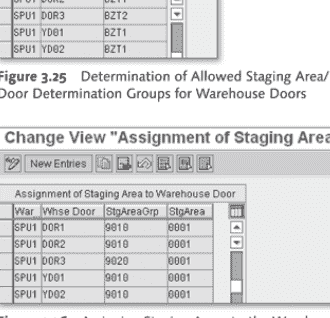 SPU1 DOR3 BZT2
SPU1 YD01 BZT1
SPU1 YD02 BZT1
Figure 3.25 Determination of Allowed Staging Area/
Door Determination Groups for Warehouse Doors
Change View "Assignment of Staging Area
New Entries
Assignment of Staging Area to Warehouse Door
War Whse Door StgAreaGrp StgArea
SPU1 DOR1 9010 0001
SPU1 DOR2 9010 0001
SPU1 DOR3 9020 0001
SPU1 YD01 9010 0001
SPU1 YD02 9010 0001